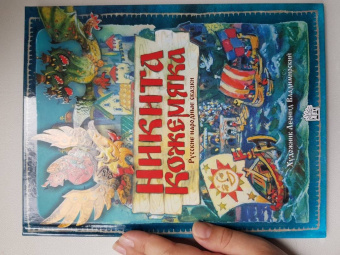 НИКИТА
КОЖЕМЯКА
Русские народные сказки
Художник Леонид Владимирский